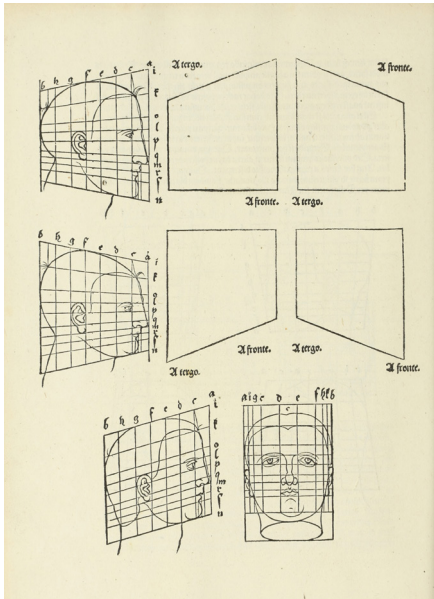 A tergo.
A fronte.
b h g f e d c a
i
k
o
l
p
q
m
r
s
n
A fronte. A tergo.
b h g f e d c a
i
k
o
l
p
q
m
r
s
n
A fronte. A tergo.
A tergo. A fronte.
b h g f e d c a
i
k
o
l
p
q
m
r
s
n
a i g c d e f h k b
c